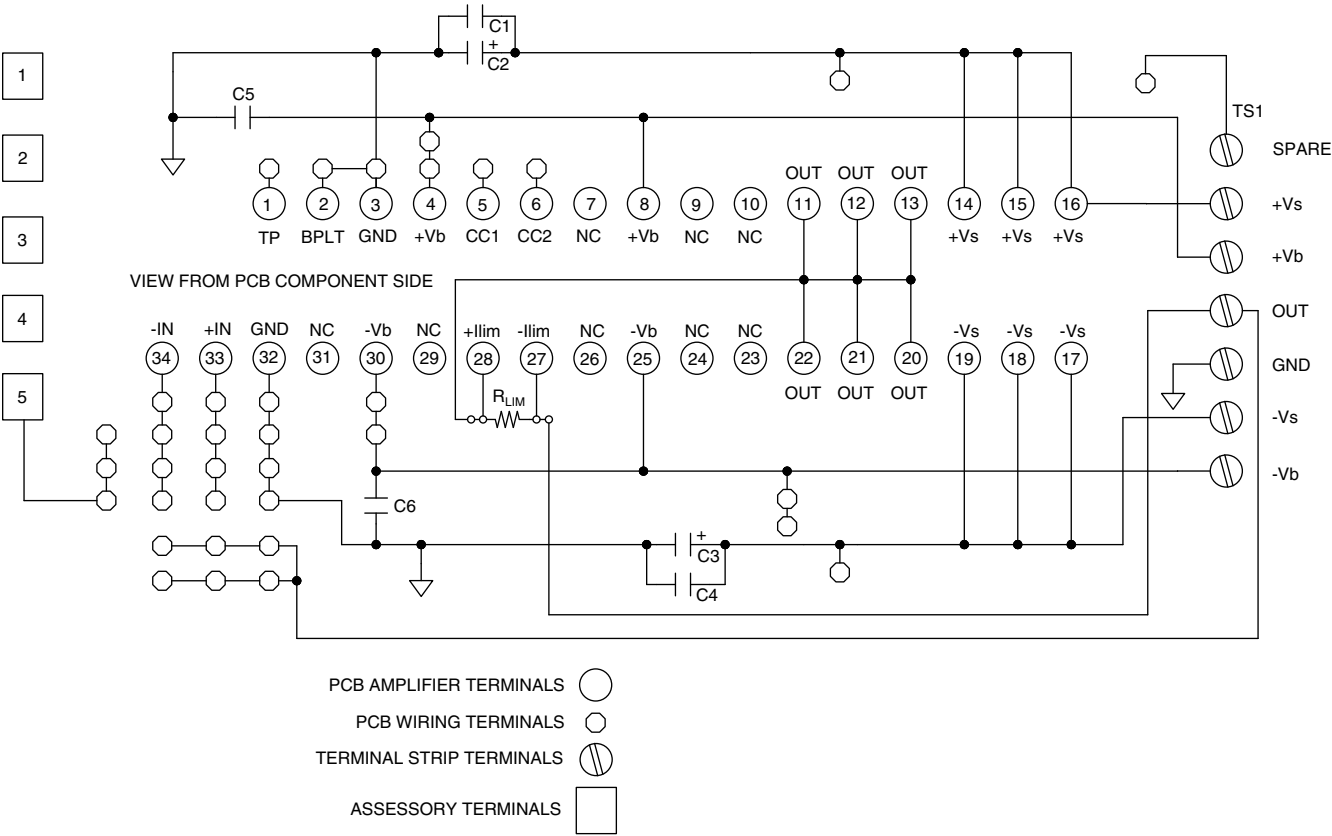 C1
+
C2
1
C5
TS1
2
SPARE
OUT OUT OUT
1 2 3 4 5 6 7 8 9 10 11 12 13 14 15 16
+Vs
TP BPLT GND +Vb CC1 CC2 NC +Vb NC NC +Vs +Vs +Vs
3
+Vb
VIEW FROM PCB COMPONENT SIDE
4
OUT
-IN +IN GND NC -Vb NC +Ilim -Ilim NC -Vb NC NC -Vs -Vs -Vs
34 33 32 31 30 29 28 27 26 25 24 23 22 21 20 19 18 17
GND
OUT OUT OUT
5
RLIM
-Vs
-Vb
C6
+
C3
C4
PCB AMPLIFIER TERMINALS
PCB WIRING TERMINALS
TERMINAL STRIP TERMINALS
ASSESSORY TERMINALS